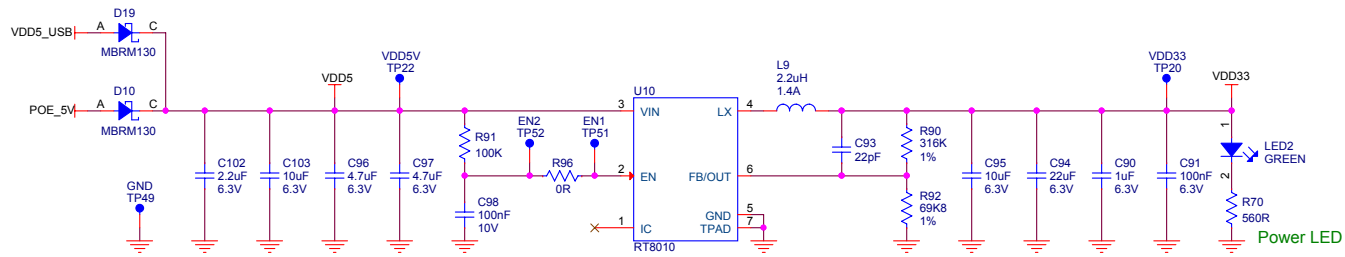 D19
VDD5_USB
A
C
MBRM130
D10
POE_5V
A
C
MBRM130
GND
TP49
C102
2.2uF
6.3V
C103
10uF
6.3V
VDD5
C96
4.7uF
6.3V
VDD5V
TP22
C97
4.7uF
6.3V
R91
100K
C98
100nF
10V
EN2
TP52
R96
0R
EN1
TP51
U10
3
VIN
LX
4
2
EN
FB/OUT
6
GND
5
1
IC
TPAD
7
RT8010
L9
2.2uH
1.4A
C93
22pF
R90
316K
1%
R92
69K8
1%
C95
10uF
6.3V
C94
22uF
6.3V
C90
1uF
6.3V
VDD33
TP20
C91
100nF
6.3V
VDD33
1
LED2
GREEN
2
R70
560R
Power LED